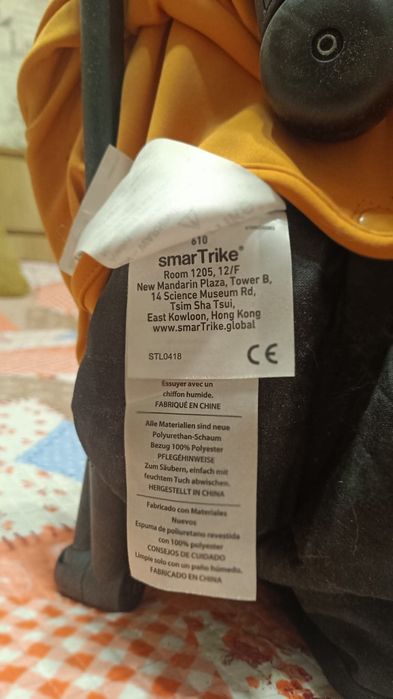 610
smarTrike®
Room 1205, 12/F
New Mandarin Plaza, Tower B,
14 Science Museum Rd,
Tsim Sha Tsui,
East Kowloon, Hong Kong
www.smarTrike.global
STL0418
CE
Essuyer avec un
chiffon humide.
FABRIQUÉ EN CHINE
Alle Materialien sind neue
Polyurethan-Schaum
Bezug 100% Polyester
PFLEGEHINWEISE
Zum Säubern, einfach mit
feuchtem Tuch abwischen.
HERGESTELLT IN CHINA
Fabricado con Materiales
Nuevos
Espuma de poliuretano revestida
con 100% polyester
CONSEJOS DE CUIDADO
Limpie solo con un paño húmedo.
FABRICADO EN CHINA